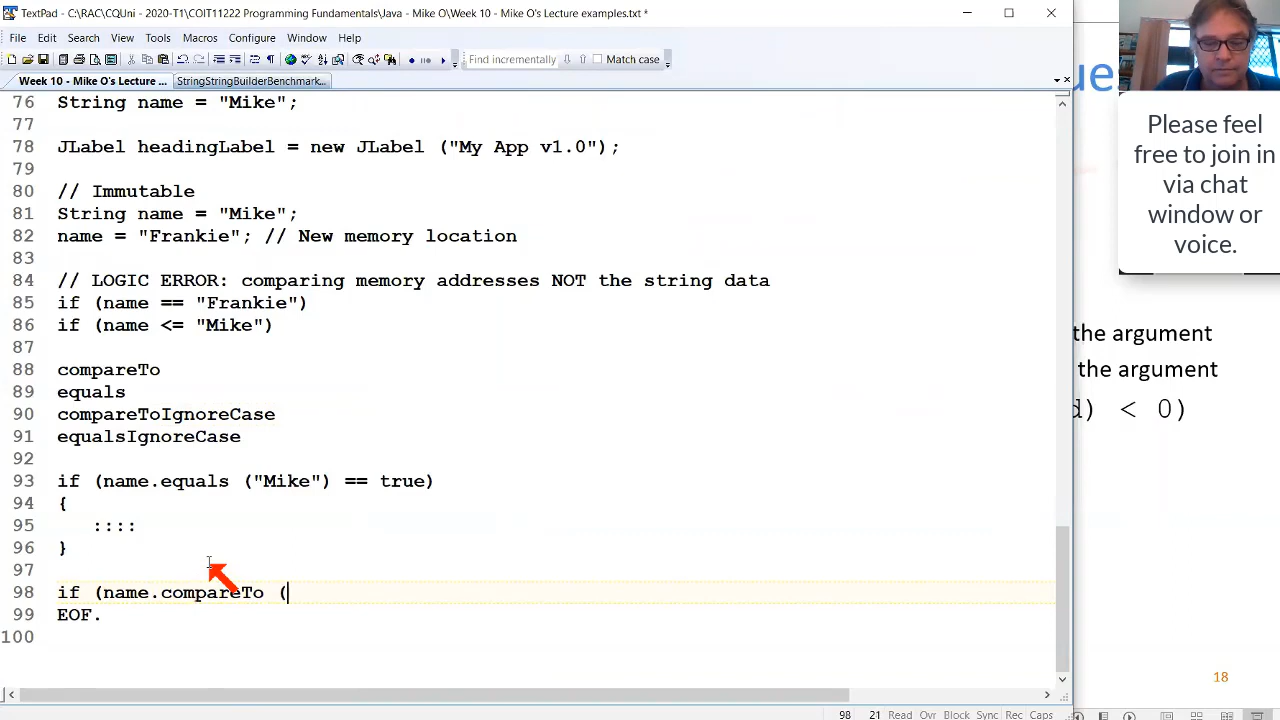 TextPad - C:\RAC\CQUni - 2020-T1\COIT11222 Programming Fundamentals\Java - Mike O\Week 10 - Mike O's Lecture examples.txt *
File Edit Search View Tools Macros Configure Window Help
Find incrementally Match case
Week 10 - Mike O's Lecture ... StringStringBuilderBenchmark...
76 String name = "Mike";
77
78 JLabel headingLabel = new JLabel ("My App v1.0");
79
80 // Immutable
81 String name = "Mike";
82 name = "Frankie"; // New memory location
83
84 // LOGIC ERROR: comparing memory addresses NOT the string data
85 if (name == "Frankie")
86 if (name <= "Mike")
87
88 compareTo
89 equals
90 compareToIgnoreCase
91 equalsIgnoreCase
92
93 if (name.equals ("Mike") == true)
94 {
95 ::::
96 }
97
98 if (name.compareTo (
99 EOF.
100
98 21 Read Ovr Block Sync Rec Caps
Please feel
free to join in
via chat
window or
voice.
the argument
the argument
d) < 0)
18